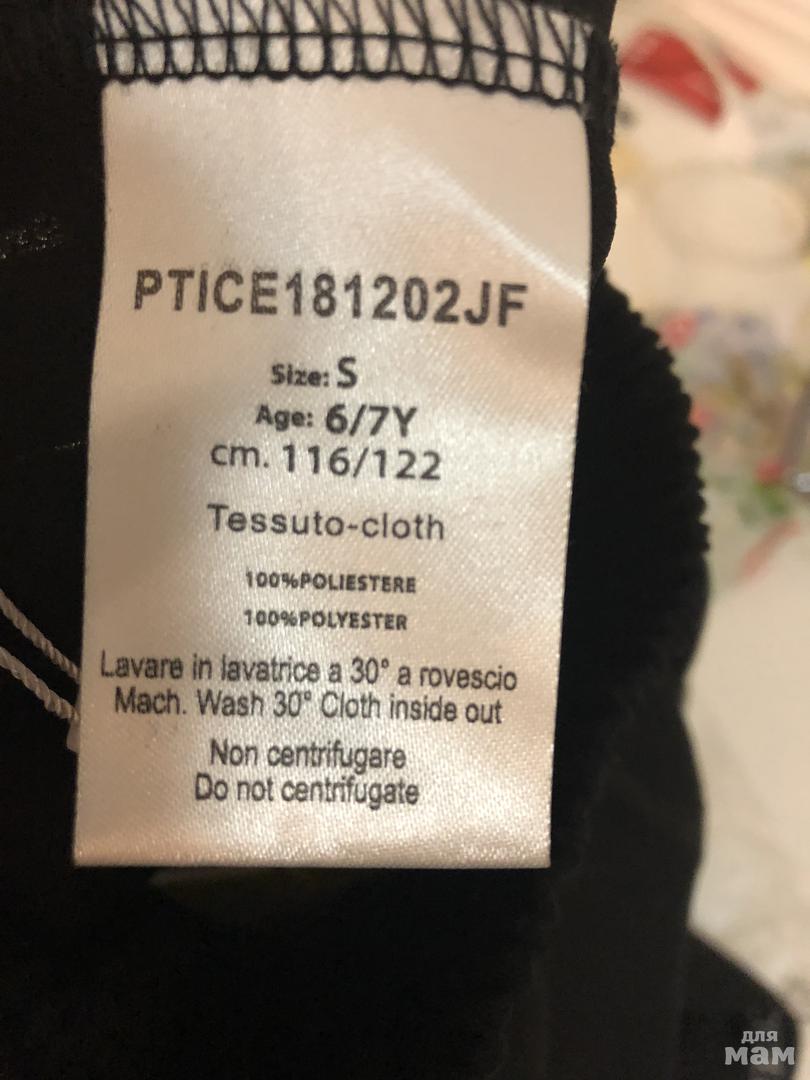 PTICE181202JF
Size: S
Age: 6/7Y
cm. 116/122
Tessuto-cloth
100%POLIESTERE
100%POLYESTER
Lavare in lavatrice a 30° a rovescio
Mach. Wash 30° Cloth inside out
Non centrifugare
Do not centrifugate
для
мам